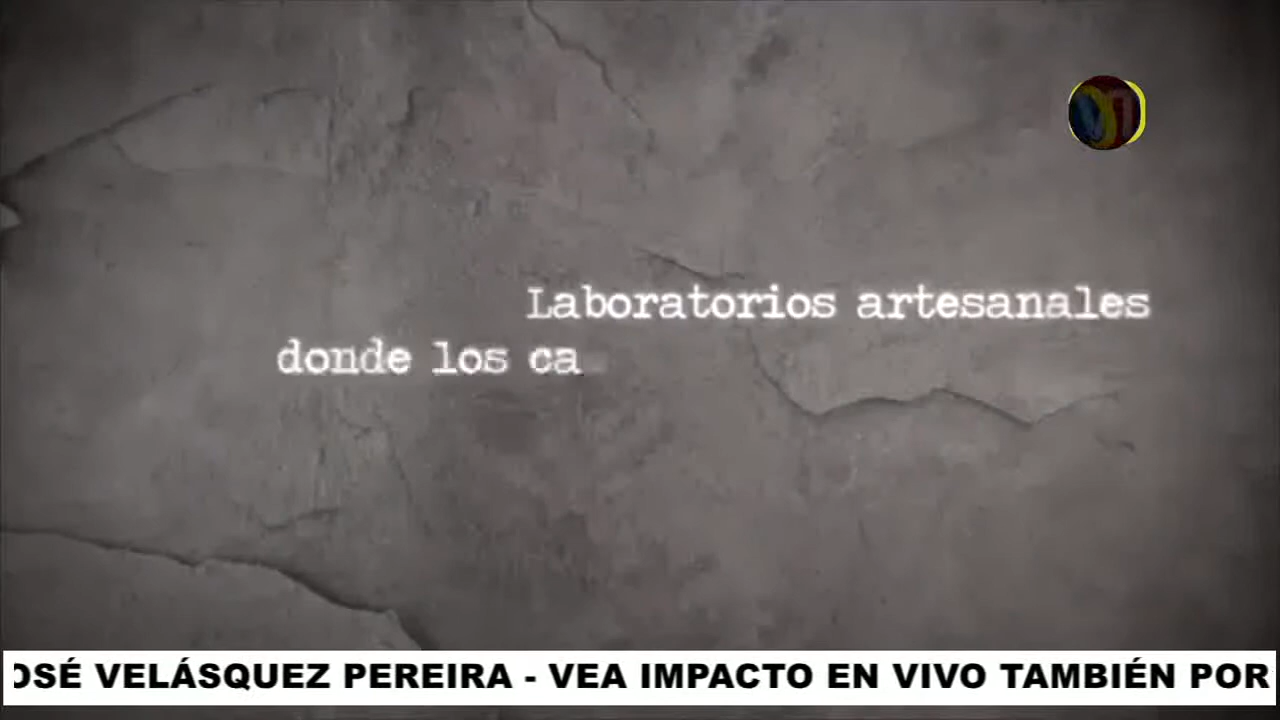 Laboratorios artesanales
donde los ca
OSÉ VELÁSQUEZ PEREIRA - VEA IMPACTO EN VIVO TAMBIÉN POR